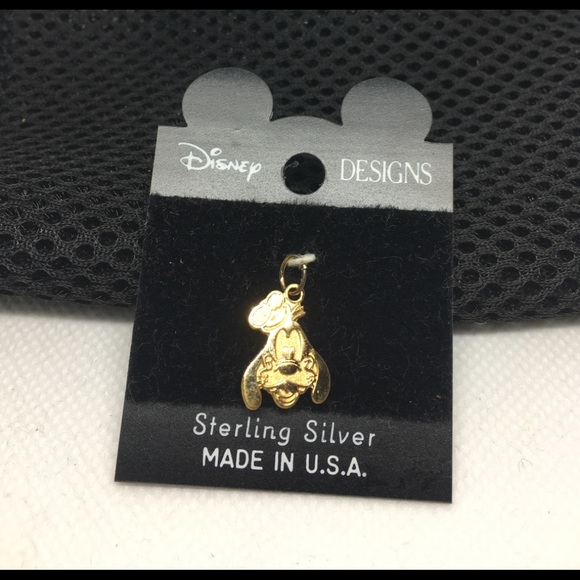 Disney DESIGNS
Sterling Silver
MADE IN U.S.A.